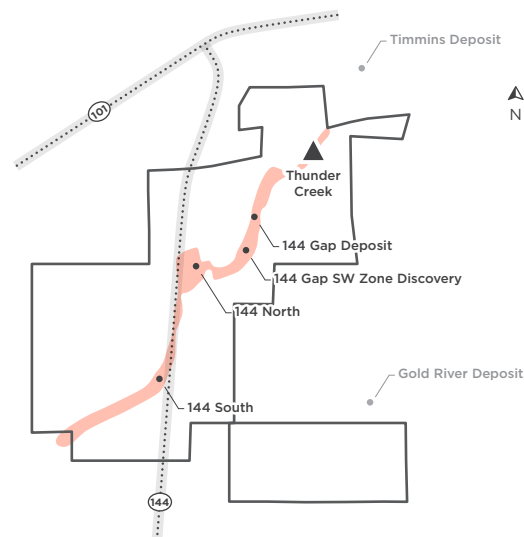 Timmins Deposit
101
N
Thunder
Creek
144 Gap Deposit
144 Gap SW Zone Discovery
144 North
Gold River Deposit
144 South
144